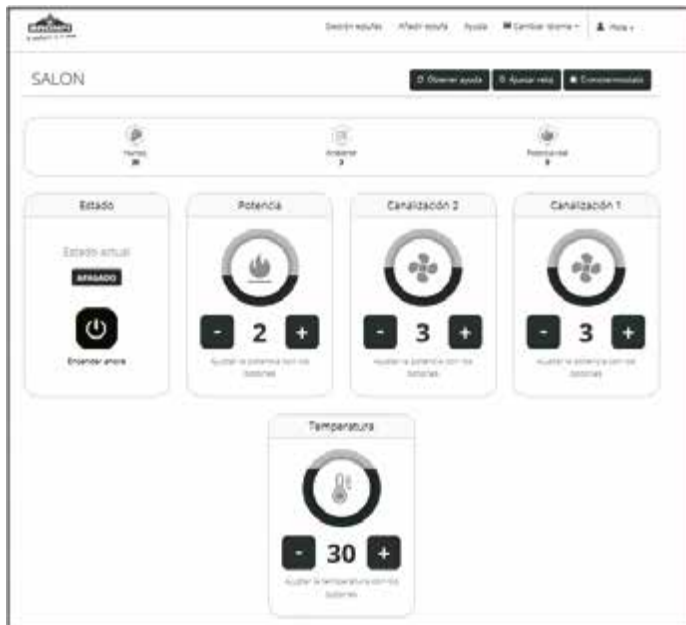 BRONPI
Gestión estufas Añadir estufa Ayuda Cambiar idioma Hola
SALON
Obtener ayuda Ajustar reloj Cronotermostato
Humos Ambiente Potencia real
Estado
Estado actual
APAGADO
Encender ahora
Potencia
- 2 +
Ajustar la potencia con los
botones
Canalización 2
- 3 +
Ajustar la potencia con los
botones
Canalización 1
- 3 +
Ajustar la potencia con los
botones
Temperatura
- 30 +
Ajustar la temperatura con los
botones